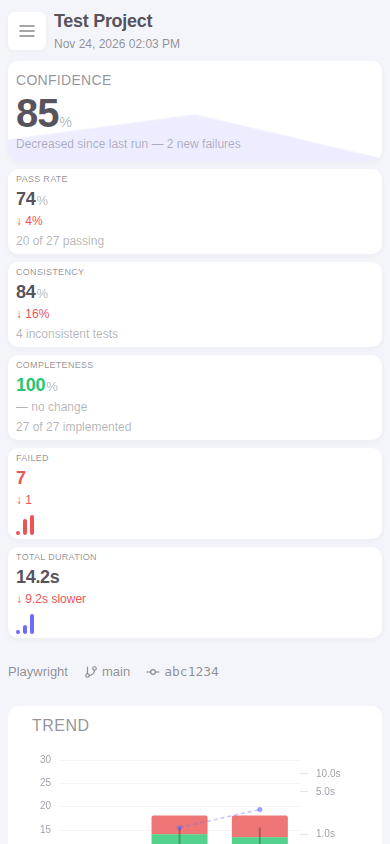 Test Project
Nov 24, 2026 02:03 PM
CONFIDENCE
85%
Decreased since last run — 2 new failures
PASS RATE
74%
↓ 4%
20 of 27 passing
CONSISTENCY
84%
↓ 16%
4 inconsistent tests
COMPLETENESS
100%
— no change
27 of 27 implemented
FAILED
7
↓ 1
TOTAL DURATION
14.2s
↓ 9.2s slower
Playwright main abc1234
TREND
30
10.0s
25
5.0s
20
15
1.0s